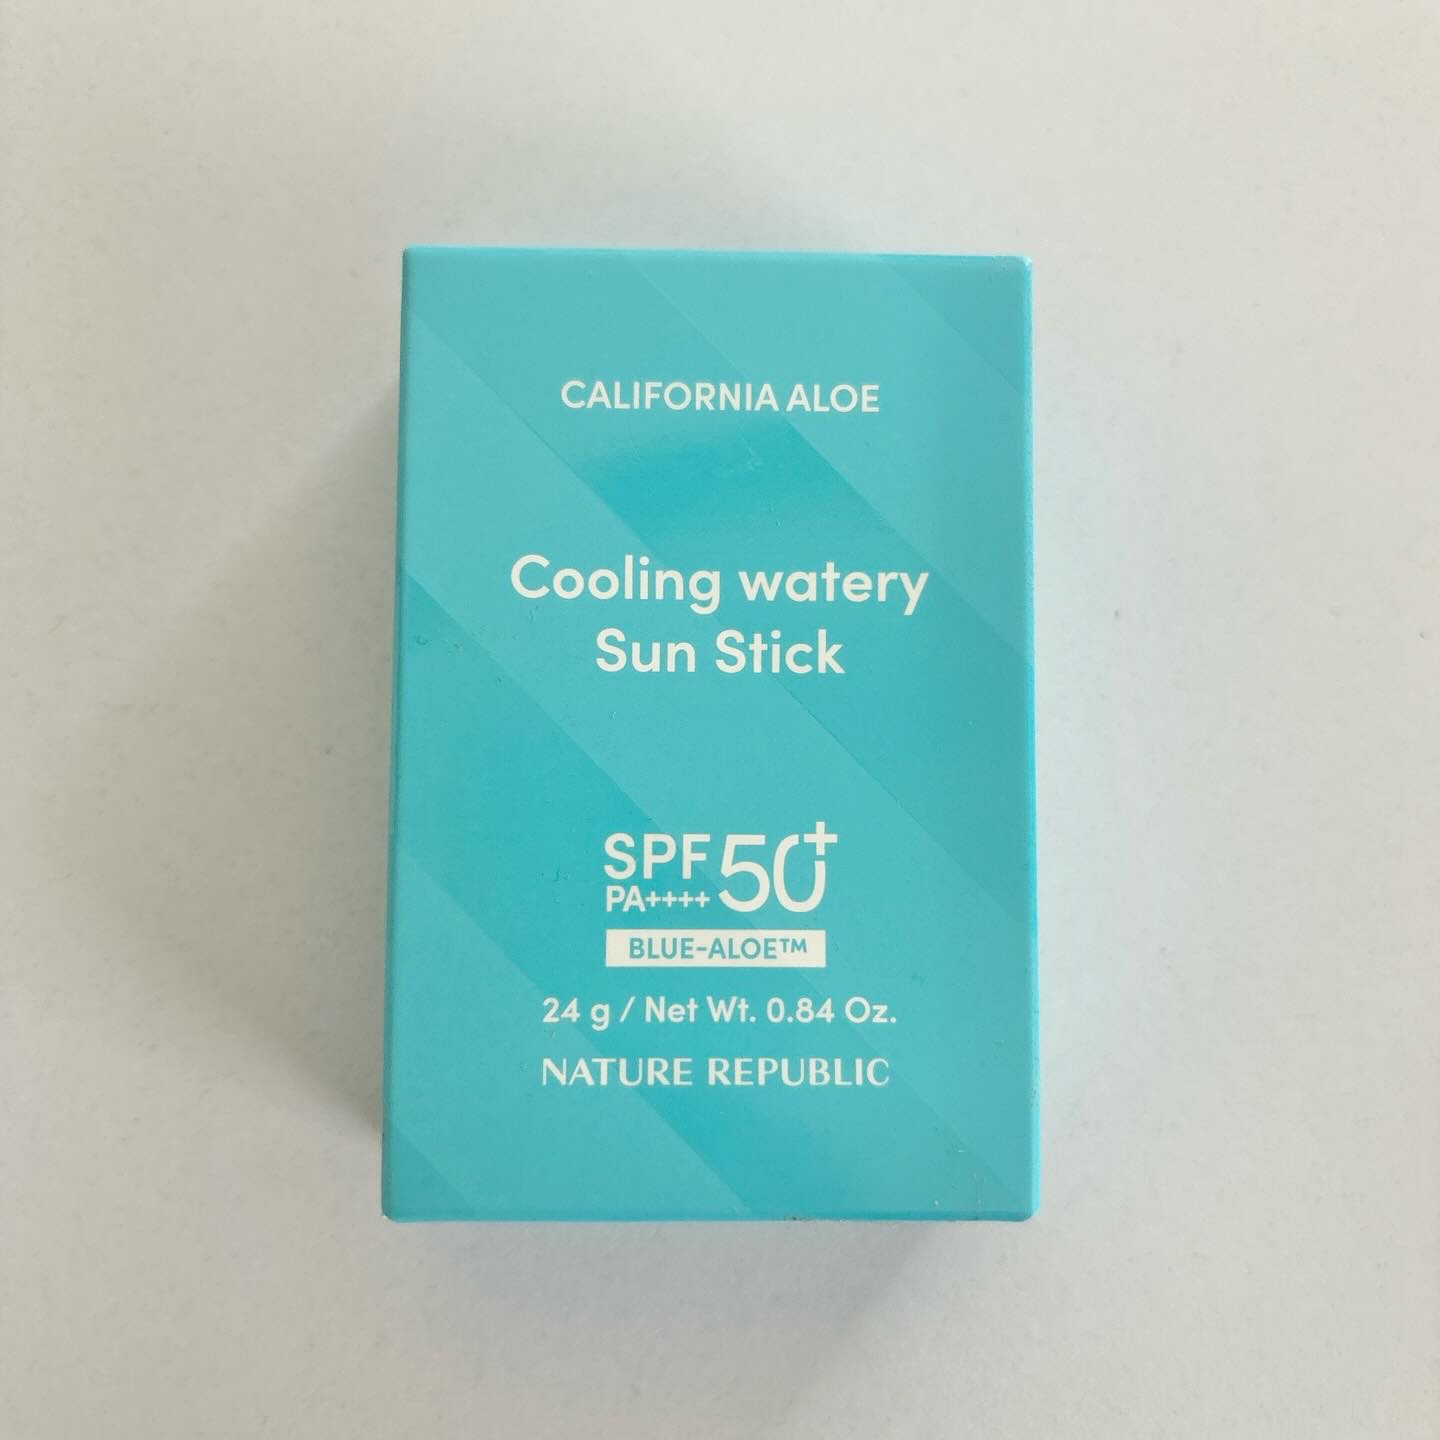 CALIFORNIA ALOE
Cooling watery
Sun Stick
SPF 50+
PA++++
BLUE-ALOE™
24 g / Net Wt. 0.84 Oz.
NATURE REPUBLIC